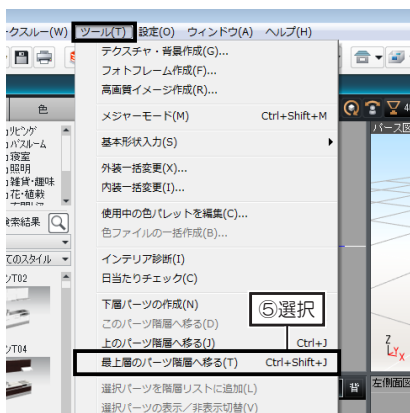 ークスルー(W) ツール(T) 設定(O) ウィンドウ(A) ヘルプ(H)
テクスチャ・背景作成(G)...
フォトフレーム作成(F)...
高画質イメージ作成(R)...
メジャーモード(M) Ctrl+Shift+M
基本形状入力(S)
外装一括変更(X)...
内装一括変更(I)...
使用中の色パレットを編集(C)...
色ファイルの一括作成(B)...
インテリア診断(I)
日当たりチェック(C)
下層パーツの作成(N)
⑤選択
このパーツ階層へ移る(D)
上のパーツ階層へ移る(J) Ctrl+J
最上層のパーツ階層へ移る(T) Ctrl+Shift+J
選択パーツを階層リストに追加(L)
選択パーツの表示/非表示切替(V)
色
リビング
バスルーム
寝室
照明
雑貨・趣味
花・植栽
索結果
てのスタイル
T02
T04
パース図
Z
Y
X
背
左側面図